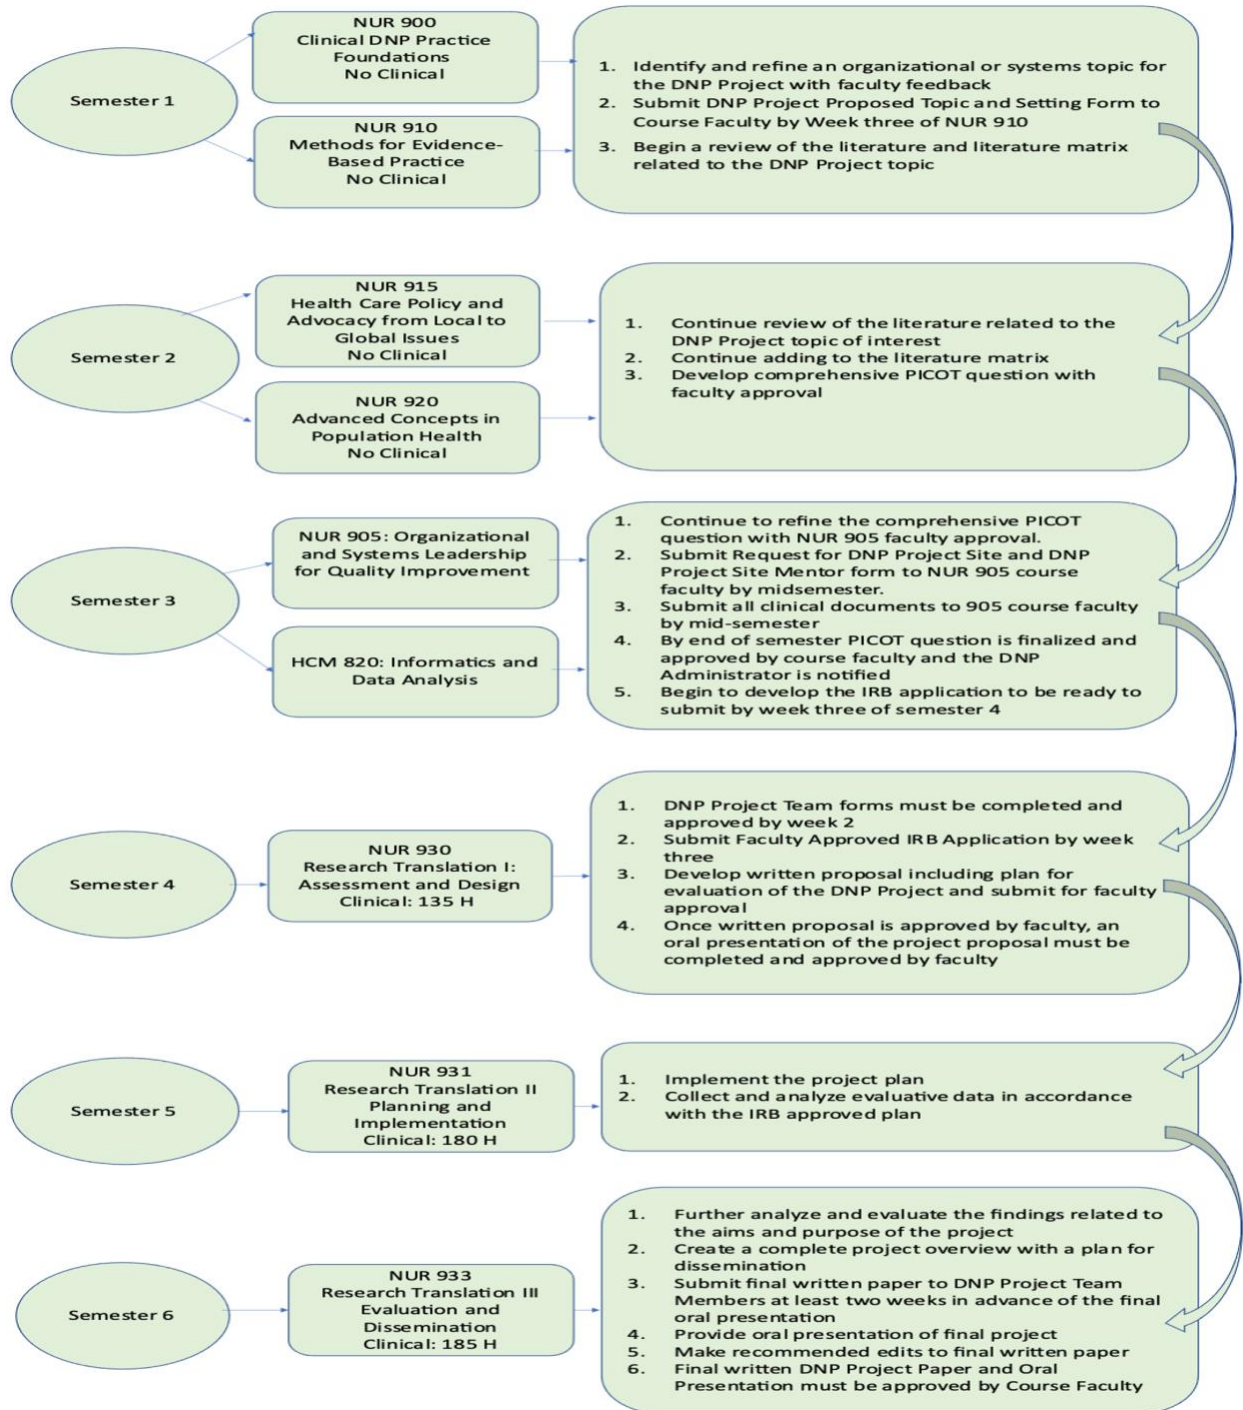 Semester 1
NUR 900
Clinical DNP Practice
Foundations
No Clinical
NUR 910
Methods for Evidence-
Based Practice
No Clinical
1. Identify and refine an organizational or systems topic for
the DNP Project with faculty feedback
2. Submit DNP Project Proposed Topic and Setting Form to
Course Faculty by Week three of NUR 910
3. Begin a review of the literature and literature matrix
related to the DNP Project topic
Semester 2
NUR 915
Health Care Policy and
Advocacy from Local to
Global Issues
No Clinical
NUR 920
Advanced Concepts in
Population Health
No Clinical
1. Continue review of the literature related to the
DNP Project topic of interest
2. Continue adding to the literature matrix
3. Develop comprehensive PICOT question with
faculty approval
Semester 3
NUR 905: Organizational
and Systems Leadership
for Quality Improvement
HCM 820: Informatics and
Data Analysis
1. Continue to refine the comprehensive PICOT
question with NUR 905 faculty approval.
2. Submit Request for DNP Project Site and DNP
Project Site Mentor form to NUR 905 course
faculty by midsemester.
3. Submit all clinical documents to 905 course faculty
by mid-semester
4. By end of semester PICOT question is finalized and
approved by course faculty and the DNP
Administrator is notified
5. Begin to develop the IRB application to be ready to
submit by week three of semester 4
Semester 4
NUR 930
Research Translation I:
Assessment and Design
Clinical: 135 H
1. DNP Project Team forms must be completed and
approved by week 2
2. Submit Faculty Approved IRB Application by week
three
3. Develop written proposal including plan for
evaluation of the DNP Project and submit for faculty
approval
4. Once written proposal is approved by faculty, an
oral presentation of the project proposal must be
completed and approved by faculty
Semester 5
NUR 931
Research Translation II
Planning and
Implementation
Clinical: 180 H
1. Implement the project plan
2. Collect and analyze evaluative data in accordance
with the IRB approved plan
Semester 6
NUR 933
Research Translation III
Evaluation and
Dissemination
Clinical: 185 H
1. Further analyze and evaluate the findings related to
the aims and purpose of the project
2. Create a complete project overview with a plan for
dissemination
3. Submit final written paper to DNP Project Team
Members at least two weeks in advance of the final
oral presentation
4. Provide oral presentation of final project
5. Make recommended edits to final written paper
6. Final written DNP Project Paper and Oral
Presentation must be approved by Course Faculty